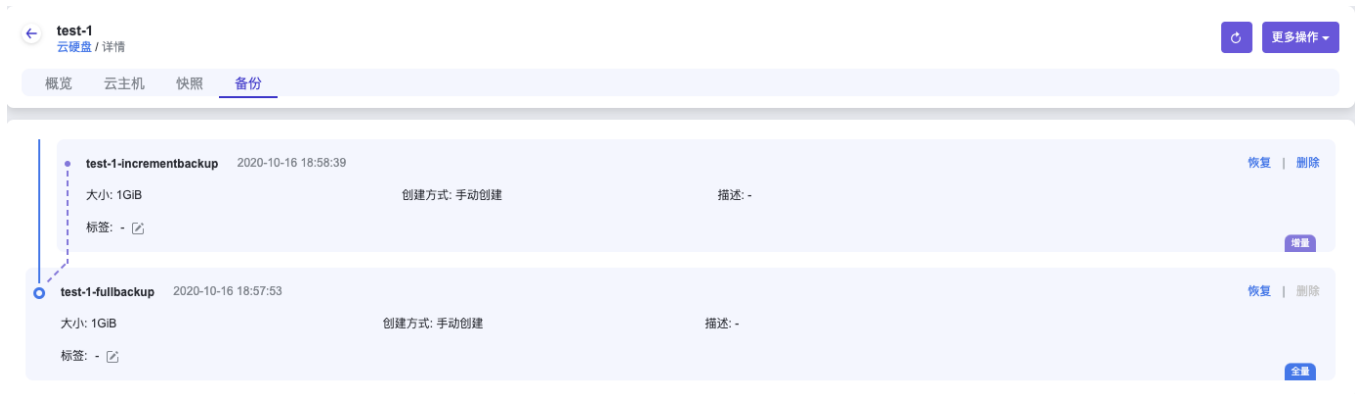 test-1
云硬盘 / 详情
更多操作
概览 云主机 快照 备份
test-1-incrementbackup 2020-10-16 18:58:39 恢复 | 删除
大小: 1GiB 创建方式: 手动创建 描述: -
标签: -
增量
test-1-fullbackup 2020-10-16 18:57:53 恢复 | 删除
大小: 1GiB 创建方式: 手动创建 描述: -
标签: -
全量